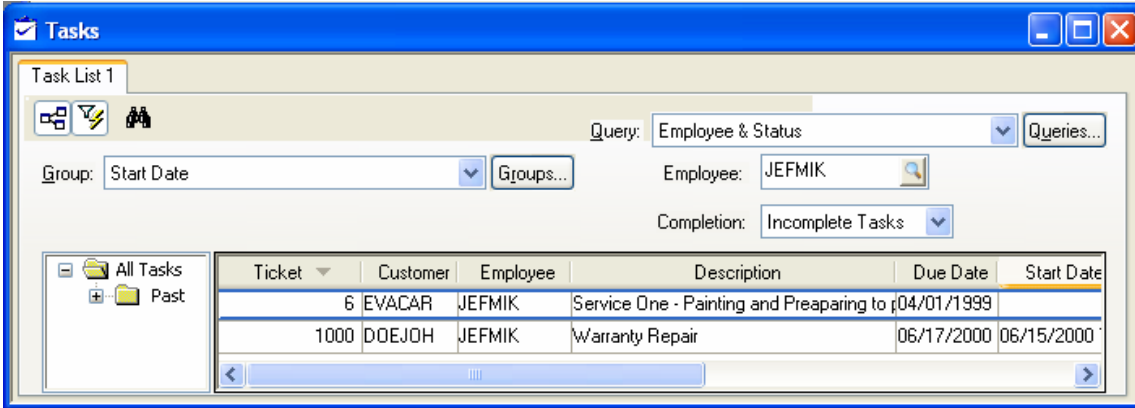 Tasks
Task List 1
Query: Employee & Status Queries...
Group: Start Date Groups... Employee: JEFMIK
Completion: Incomplete Tasks
All Tasks
Past
Ticket Customer Employee Description Due Date Start Date
6 EVACAR JEFMIK Service One - Painting and Preaparing to 04/01/1999
1000 DOEJOH JEFMIK Warranty Repair 06/17/2000 06/15/2000